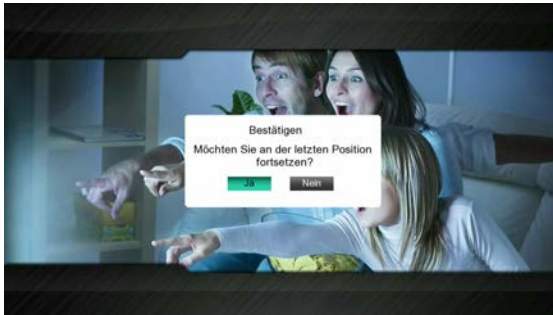 Bestätigen
Möchten Sie an der letzten Position
fortsetzen?
Ja
Nein